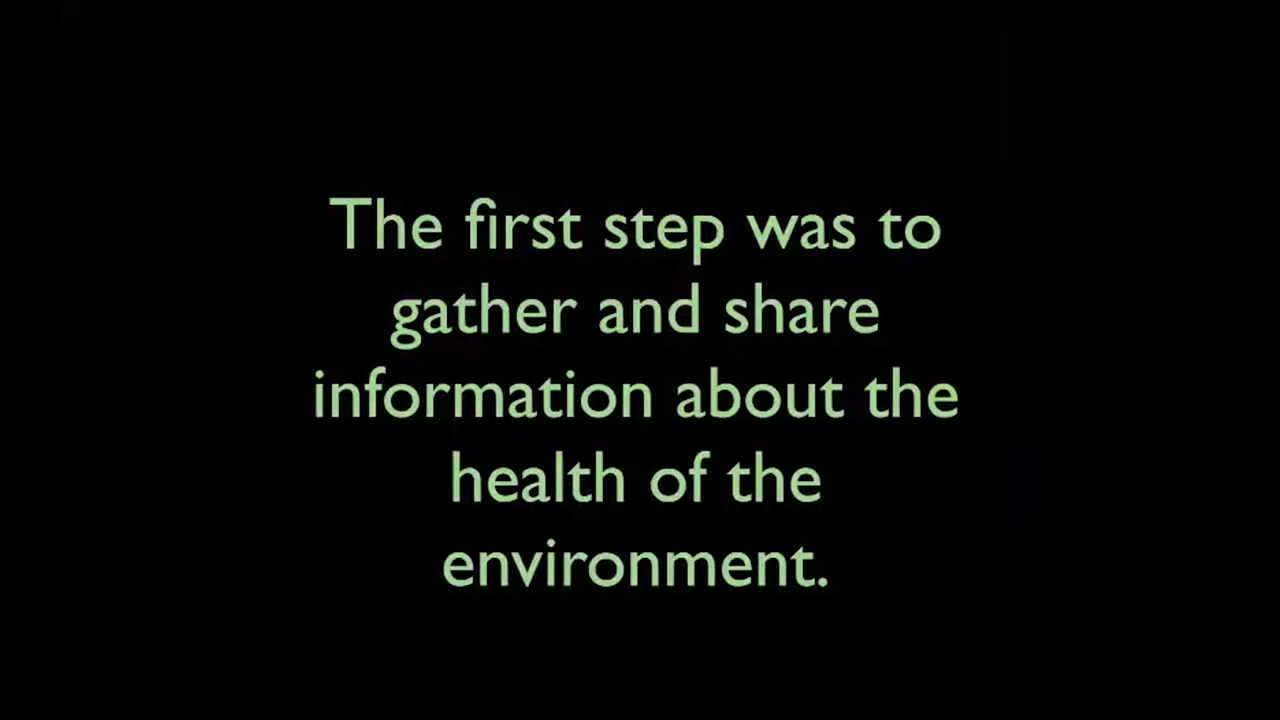 The first step was to
gather and share
information about the
health of the
environment.